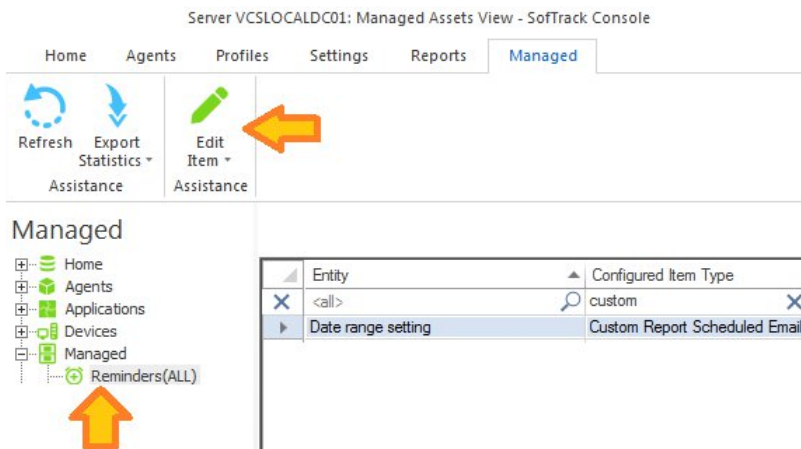 Server VCSLOCALDC01: Managed Assets View - SofTrack Console
Home Agents Profiles Settings Reports Managed
Refresh Export Statistics Edit Item
Assistance Assistance
Managed
Home
Agents
Applications
Devices
Managed
Reminders(ALL)
Entity Configured Item Type
<all> custom
Date range setting Custom Report Scheduled Email